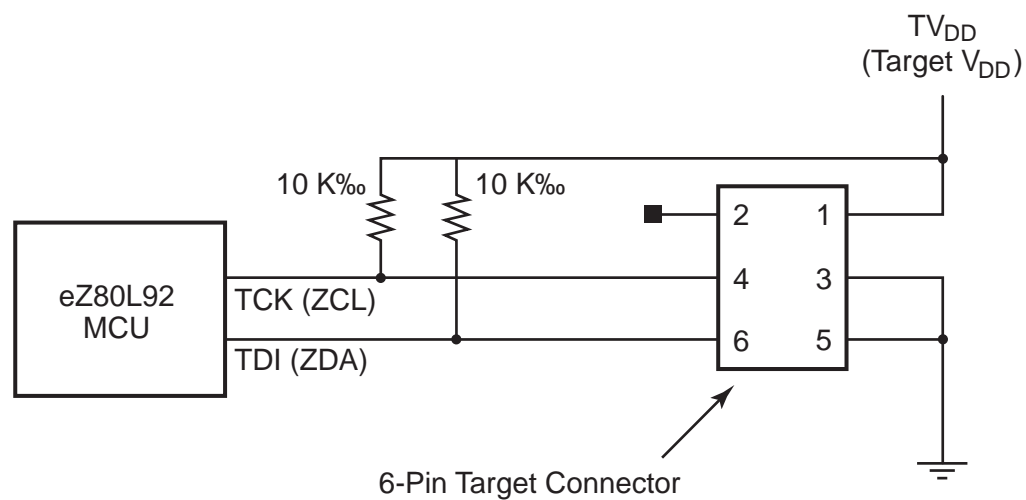 TVDD
(Target VDD)
10 K‰ 10 K‰
2 1
eZ80L92
MCU
4 3
TCK (ZCL)
6 5
TDI (ZDA)
6-Pin Target Connector